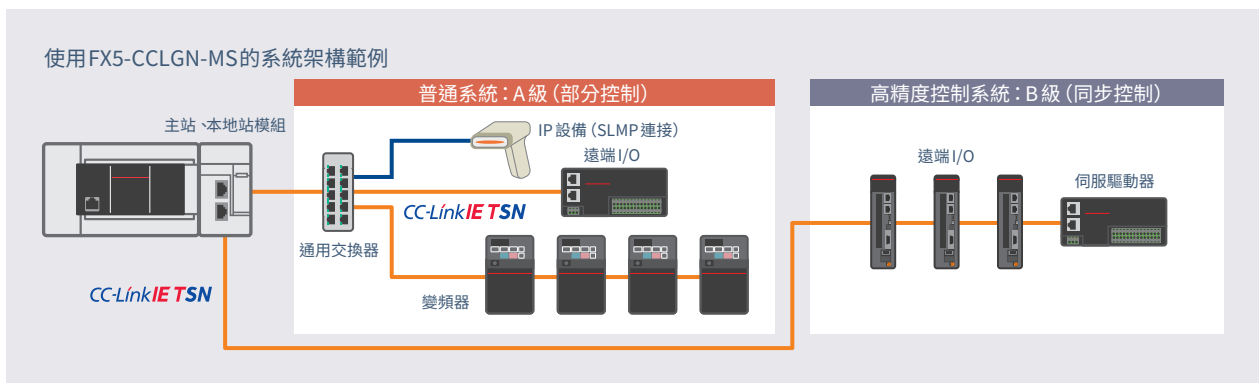 使用FX5-CCLGN-MS的系統架構範例
普通系統：A級（部分控制）
高精度控制系統：B級（同步控制）
主站、本地站模組
IP設備（SLMP連接）
遠端I/O
遠端I/O
伺服驅動器
CC-Link IE TSN
通用交換器
變頻器
CC-Link IE TSN